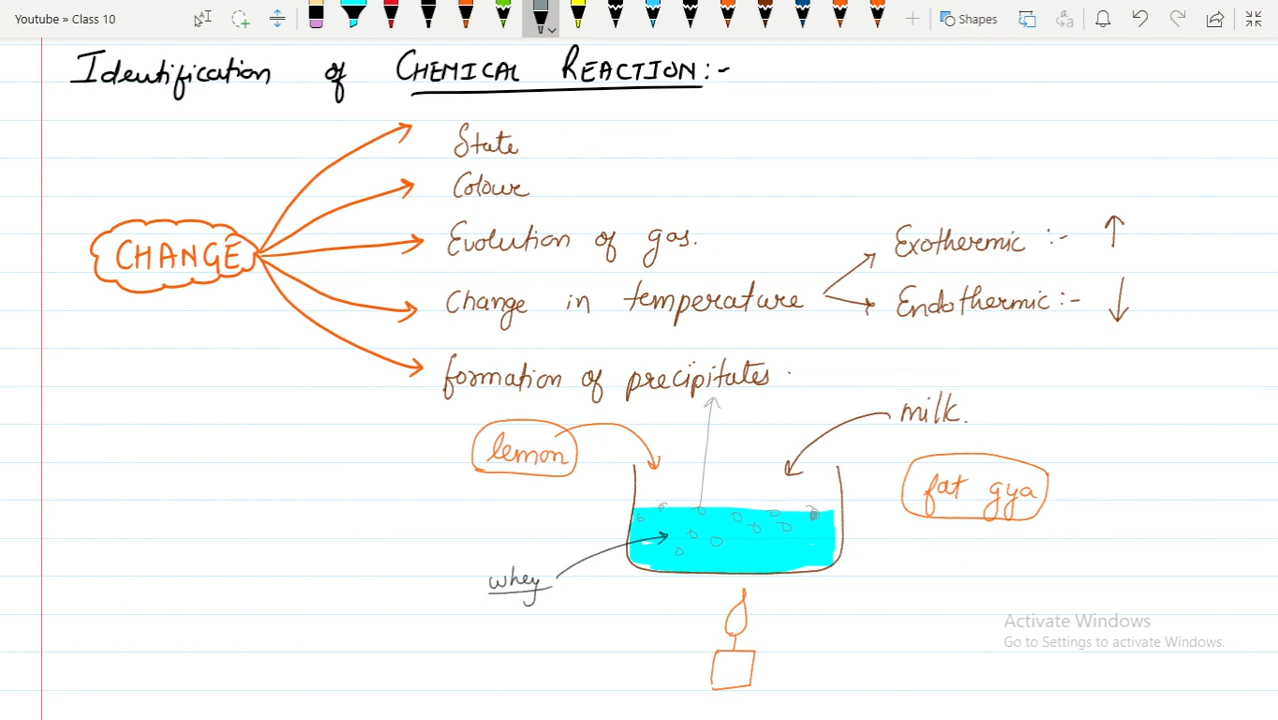 Youtube » Class 10
Shapes
Identification of CHEMICAL REACTION:-
CHANGE
State
Colour
Evolution of gas.
Change in temperature
Exothermic :- ↑
Endothermic :- ↓
formation of precipitates.
lemon
milk.
fat gya
whey
Activate Windows
Go to Settings to activate Windows.